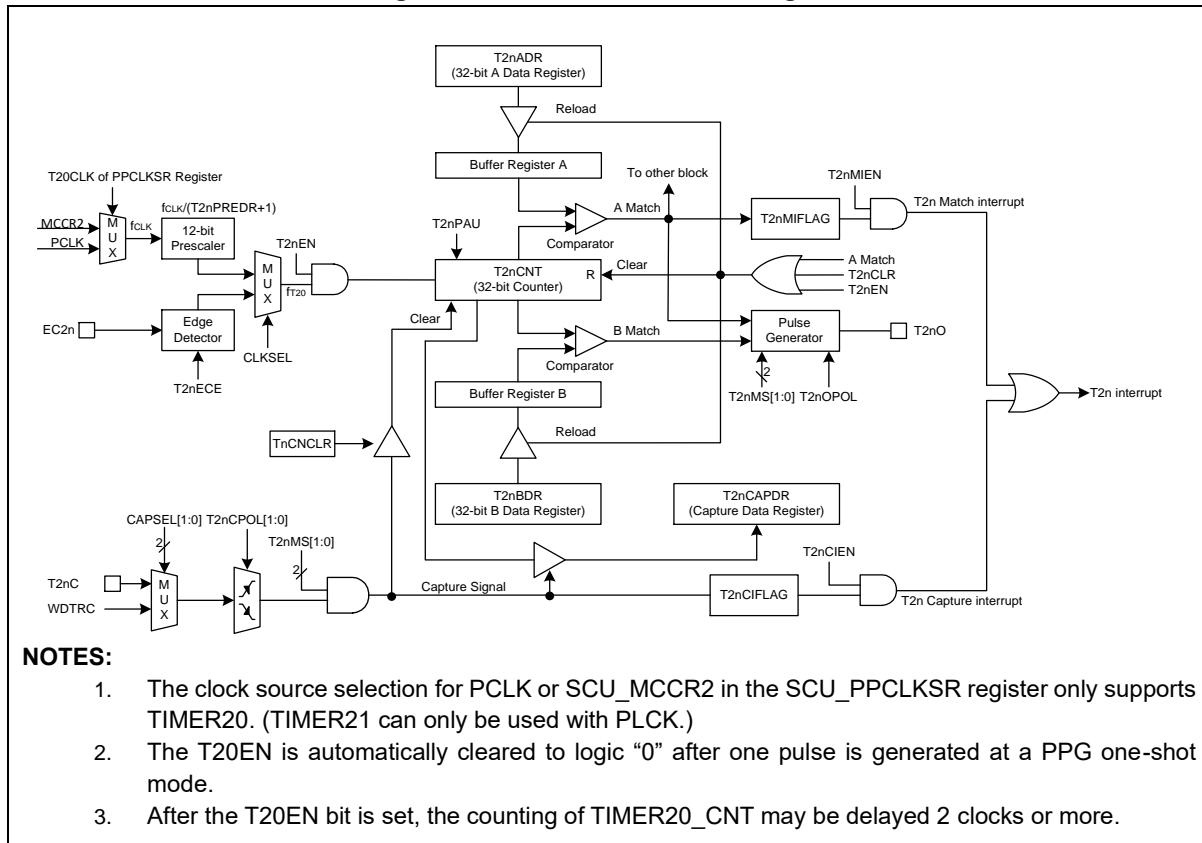 T2nADR
(32-bit A Data Register)
Reload
Buffer Register A
T20CLK of PPCLKSR Register
To other block
T2nMIEN
MCCR2
PCLK
MUX
fCLK
fCLK/(T2nPREDR+1)
12-bit
Prescaler
T2nPAU
A Match
T2nMIFLAG
T2n Match interrupt
Comparator
T2nEN
MUX
fT20
T2nCNT
(32-bit Counter)
R
Clear
A Match
T2nCLR
T2nEN
EC2n
Edge
Detector
CLKSEL
T2nECE
Clear
B Match
Comparator
Pulse
Generator
T2nO
2
T2nMS[1:0]
T2nOPOL
T2n interrupt
Buffer Register B
TnCNCLR
Reload
T2nBDR
(32-bit B Data Register)
T2nCAPDR
(Capture Data Register)
CAPSEL[1:0]
T2nCPOL[1:0]
2
T2nMS[1:0]
2
T2nC
WDTRC
MUX
Capture Signal
T2nCIEN
T2nCIFLAG
T2n Capture interrupt
NOTES:
1. The clock source selection for PCLK or SCU_MCCR2 in the SCU_PPCLKSR register only supports
TIMER20. (TIMER21 can only be used with PLCK.)
2. The T20EN is automatically cleared to logic “0” after one pulse is generated at a PPG one-shot
mode.
3. After the T20EN bit is set, the counting of TIMER20_CNT may be delayed 2 clocks or more.